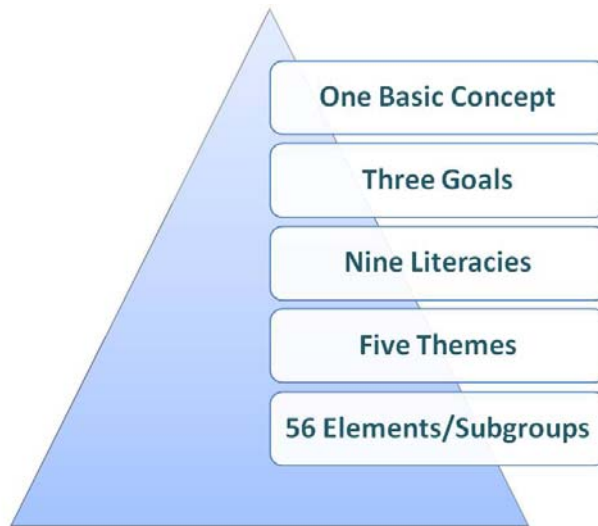 One Basic Concept
Three Goals
Nine Literacies
Five Themes
56 Elements/Subgroups